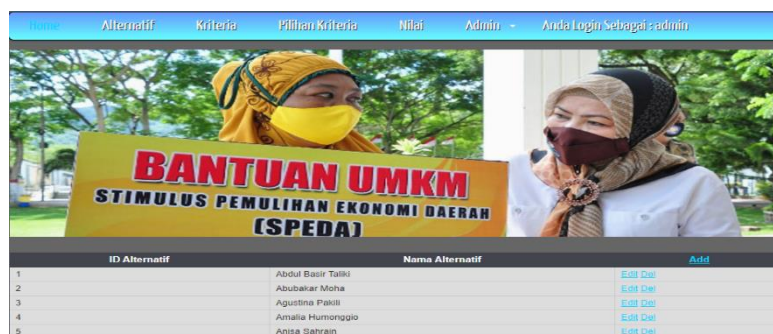 Home Alternatif Kriteria Pilihan Kriteria Nilai Admin Anda Login Sebagai : admin
BANTUAN UMKM
STIMULUS PEMULIHAN EKONOMI DAERAH
(SPEDA)
ID Alternatif Nama Alternatif Add
1 Abdul Basir Taliki Edit Del
2 Abubakar Moha Edit Del
3 Agustina Pakili Edit Del
4 Amalia Humonggio Edit Del
5 Anisa Sahrain Edit Del